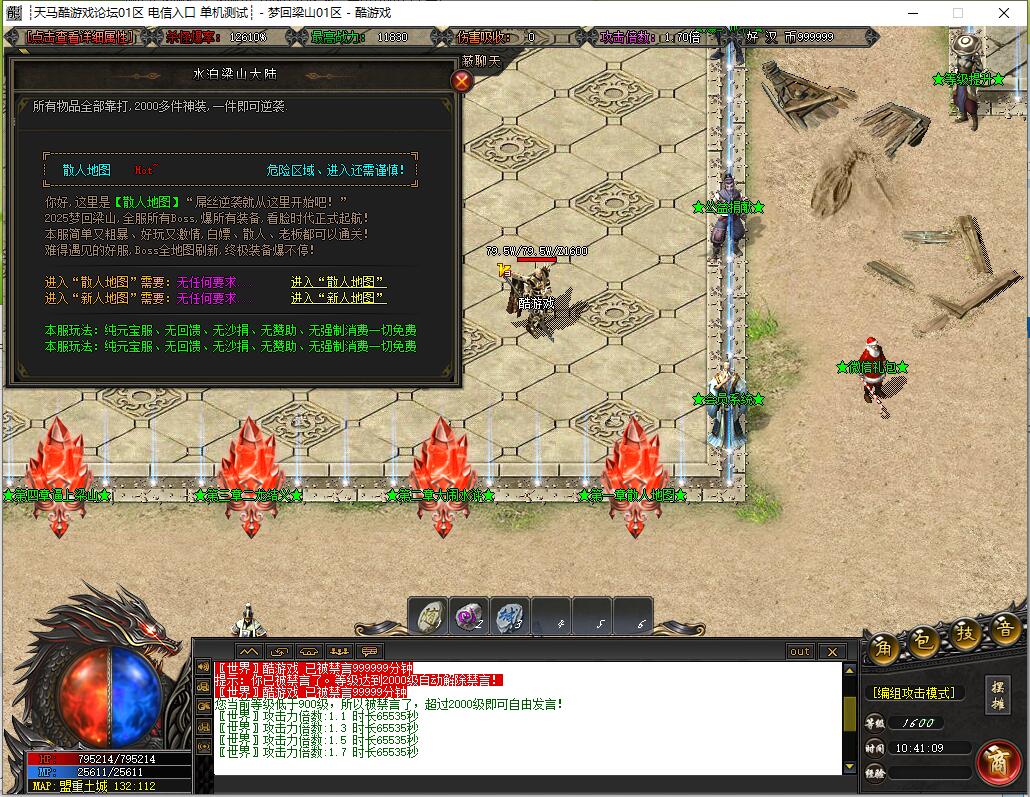 天马酷游戏论坛01区 电信入口 单机测试 - 梦回梁山01区 - 酷游戏
[点击查看详细属性]
杀怪爆率: 12610%
最高战力: 11830
伤害吸收: 0
攻击倍数: 1.70倍
好 汉 币999999
蔽聊天
水泊梁山大陆
所有物品全部靠打,2000多件神装,一件即可逆袭
散人地图 Hot
危险区域、进入还需谨慎!
你好,这里是【散人地图】“屌丝逆袭就从这里开始吧!”
2025梦回梁山,全服所有Boss,爆所有装备,看脸时代正式起航!
本服简单又粗暴、好玩又激情,白嫖、散人、老板都可以通关!
难得遇见的好服,Boss全地图刷新,终极装备爆不停!
进入“散人地图”需要: 无任何要求... 进入“散人地图”
进入“新人地图”需要: 无任何要求... 进入“新人地图”
本服玩法: 纯元宝服、无回馈、无沙捐、无赞助、无强制消费一切免费
本服玩法: 纯元宝服、无回馈、无沙捐、无赞助、无强制消费一切免费
★等级提升★
★公益捐献★
79.5W/79.5W/Z1600
酷游戏
★微信礼包★
★会员系统★
★第四章逼上梁山★
★第三章二龙结义★
★第二章大闹水浒★
★第一章散人地图★
1 2 3 4 5 6
out X
〖世界〗酷游戏 已被禁言999999分钟
提示: 你已被禁言了。等级达到2000级自动解除禁言!
〖世界〗酷游戏 已被禁言99999分钟
您当前等级低于900级，所以被禁言了，超过2000级即可自由发言!
〖世界〗攻击力倍数:1.1 时长65535秒
〖世界〗攻击力倍数:1.3 时长65535秒
〖世界〗攻击力倍数:1.5 时长65535秒
〖世界〗攻击力倍数:1.7 时长65535秒
角 包 技 音
[编组攻击模式]
摆摊
等级 1600
时间 10:41:09
经验
商
HP: 795214/795214
MP: 25611/25611
MAP: 盟重土城 132:112